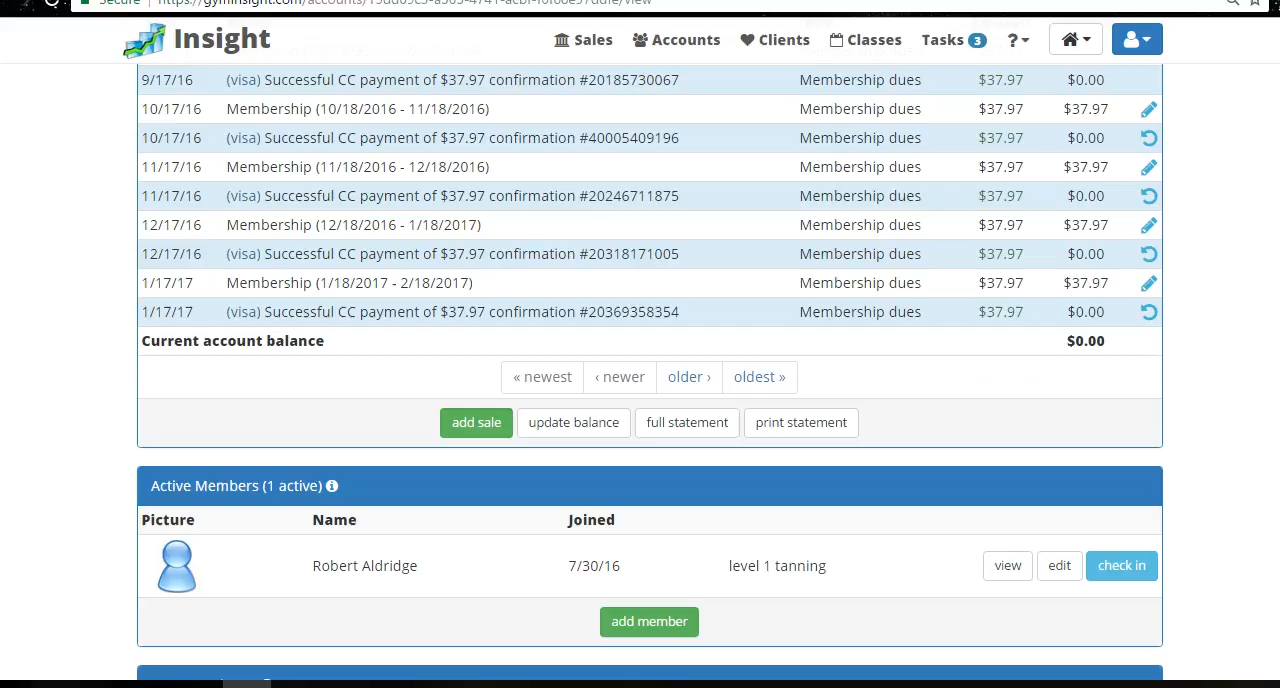 Secure https://gyminsight.com/accounts/
Insight Sales Accounts Clients Classes Tasks 3 ?
9/17/16 (visa) Successful CC payment of $37.97 confirmation #20185730067 Membership dues $37.97 $0.00
10/17/16 Membership (10/18/2016 - 11/18/2016) Membership dues $37.97 $37.97
10/17/16 (visa) Successful CC payment of $37.97 confirmation #40005409196 Membership dues $37.97 $0.00
11/17/16 Membership (11/18/2016 - 12/18/2016) Membership dues $37.97 $37.97
11/17/16 (visa) Successful CC payment of $37.97 confirmation #20246711875 Membership dues $37.97 $0.00
12/17/16 Membership (12/18/2016 - 1/18/2017) Membership dues $37.97 $37.97
12/17/16 (visa) Successful CC payment of $37.97 confirmation #20318171005 Membership dues $37.97 $0.00
1/17/17 Membership (1/18/2017 - 2/18/2017) Membership dues $37.97 $37.97
1/17/17 (visa) Successful CC payment of $37.97 confirmation #20369358354 Membership dues $37.97 $0.00
Current account balance $0.00
« newest ‹ newer older › oldest »
add sale update balance full statement print statement
Active Members (1 active)
Picture Name Joined
Robert Aldridge 7/30/16 level 1 tanning view edit check in
add member